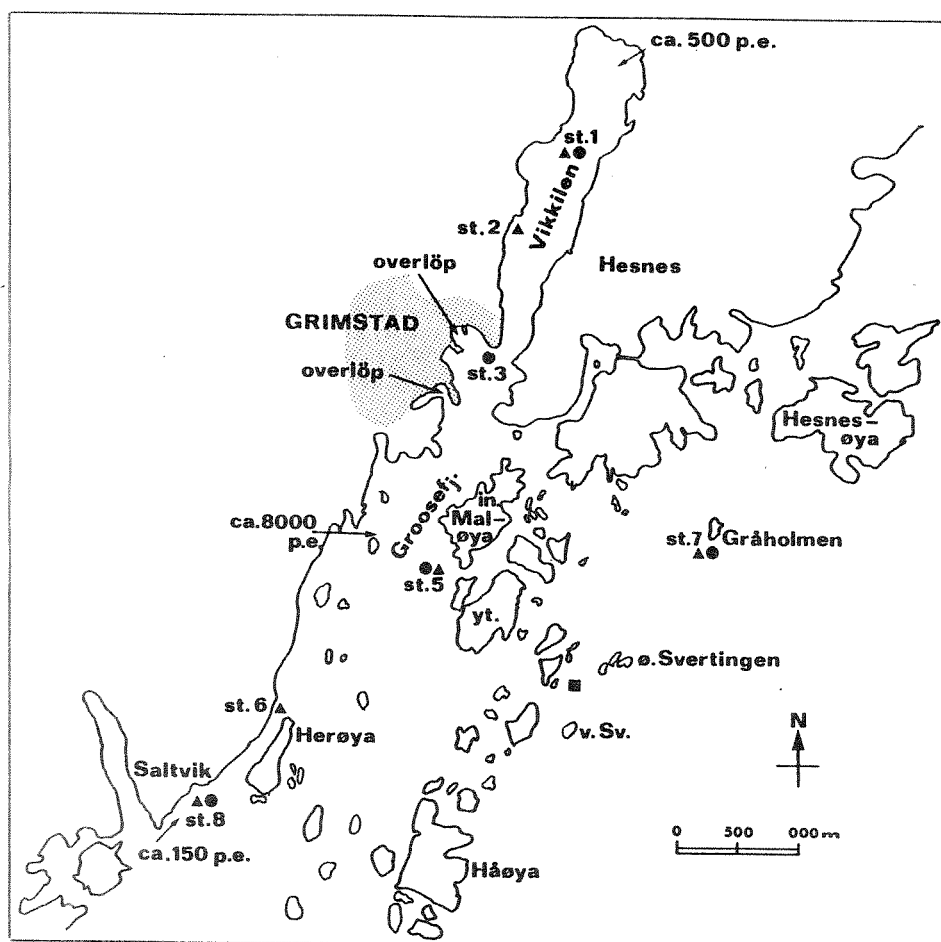 ca. 500 p.e.
st.1
Vikkilen
st.2
overlöp
Hesnes
GRIMSTAD
st.3
overlöp
Hesnes-
øya
Groosefj.
in.
Mal-
øya
ca.8000
p.e.
st.7
Gråholmen
st.5
yt.
ø.Svertingen
st.6
v.Sv.
Herøya
N
Saltvik
st.8
0 500 000m
ca.150 p.e.
Håøya